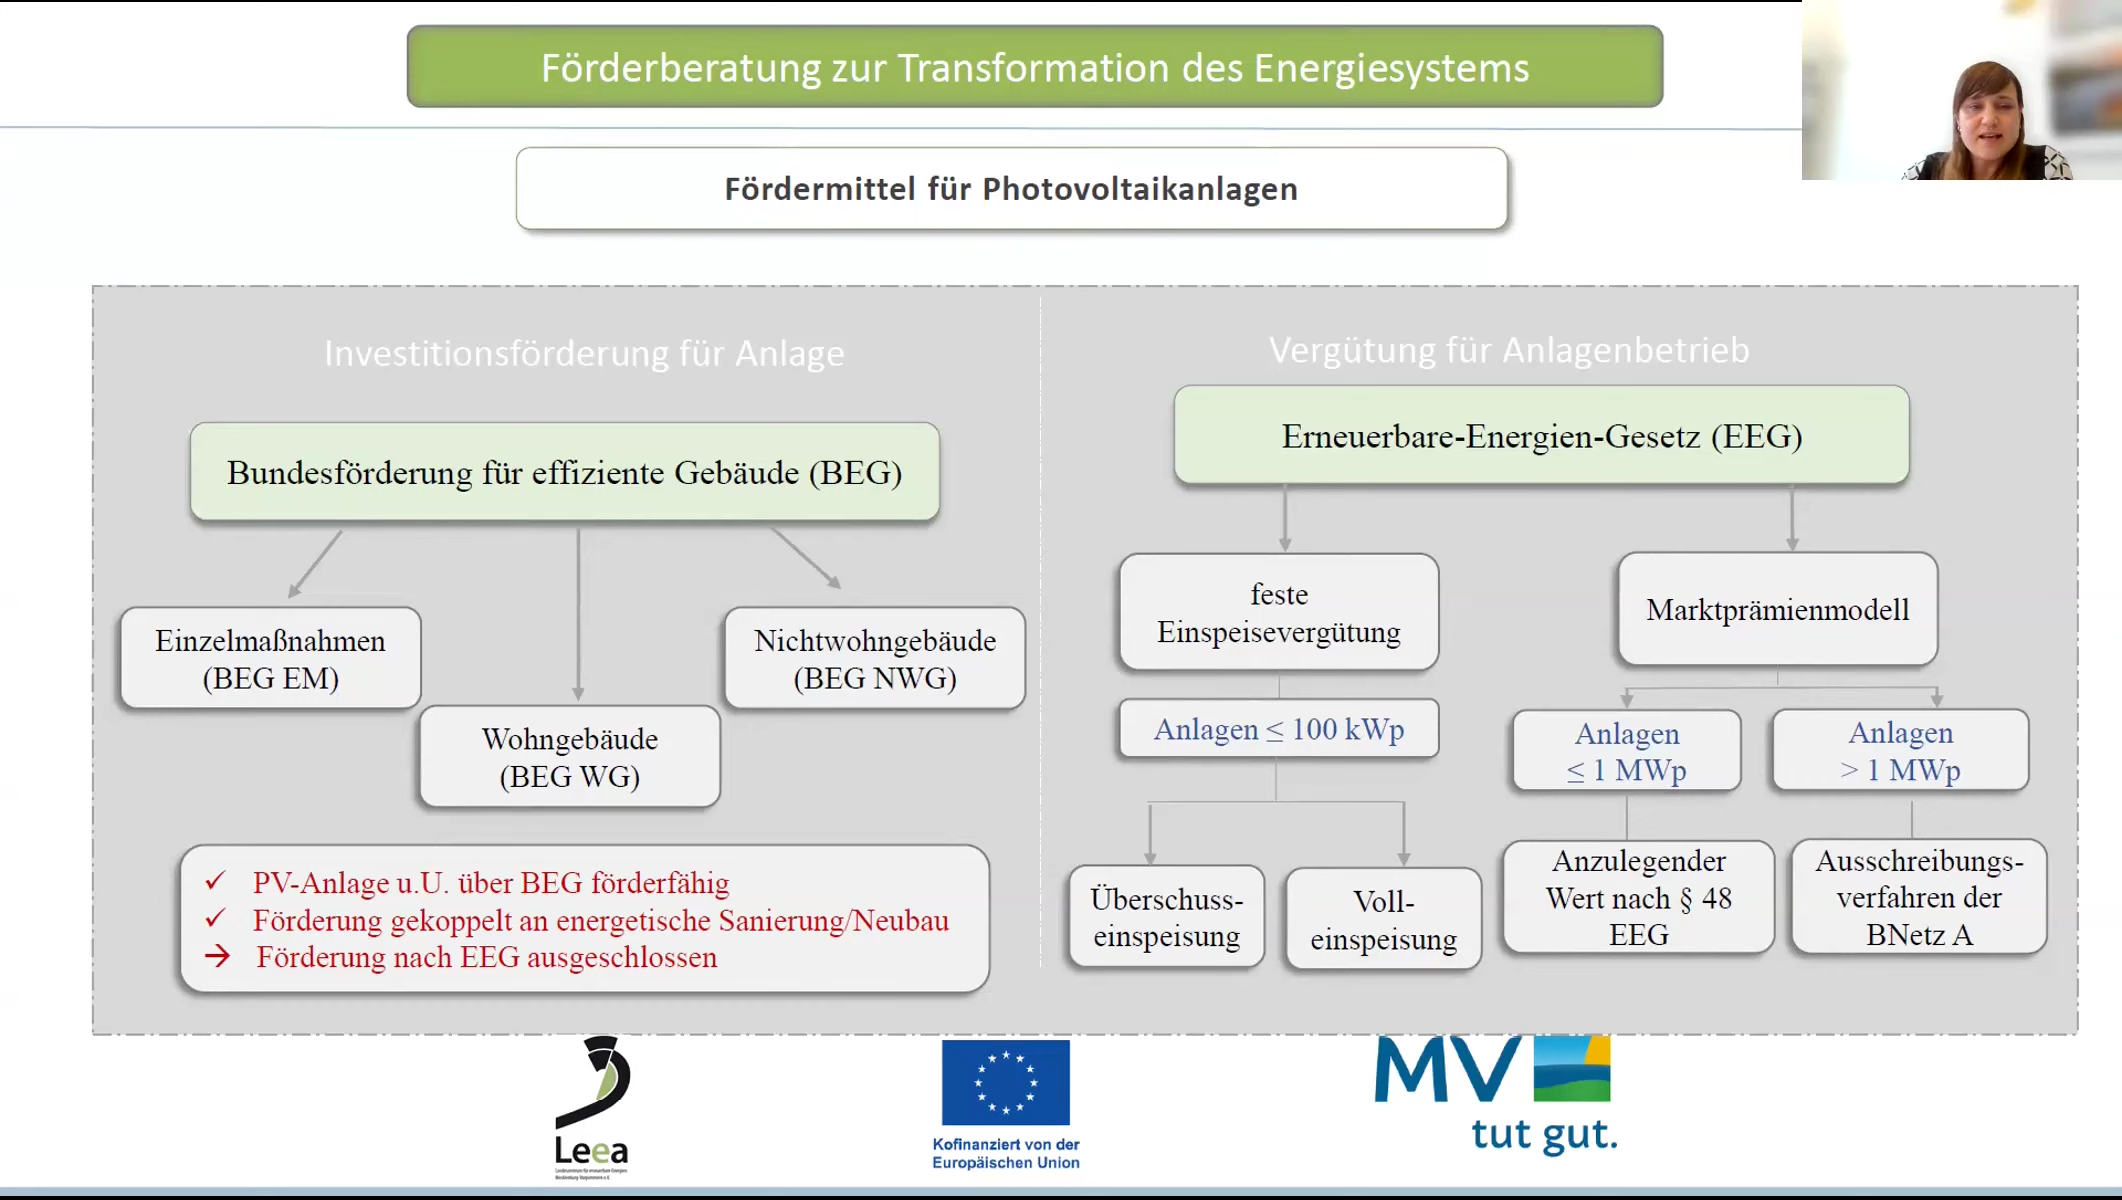 Förderberatung zur Transformation des Energiesystems
Fördermittel für Photovoltaikanlagen
Investitionsförderung für Anlage
Bundesförderung für effiziente Gebäude (BEG)
Einzelmaßnahmen
(BEG EM)
Wohngebäude
(BEG WG)
Nichtwohngebäude
(BEG NWG)
✓ PV-Anlage u.U. über BEG förderfähig
✓ Förderung gekoppelt an energetische Sanierung/Neubau
→ Förderung nach EEG ausgeschlossen
Vergütung für Anlagenbetrieb
Erneuerbare-Energien-Gesetz (EEG)
feste
Einspeisevergütung
Anlagen ≤ 100 kWp
Überschuss-
einspeisung
Voll-
einspeisung
Marktprämienmodell
Anlagen
≤ 1 MWp
Anlagen
> 1 MWp
Anzulegender
Wert nach § 48
EEG
Ausschreibungs-
verfahren der
BNetz A
Leea
Kofinanziert von der
Europäischen Union
MV
tut gut.